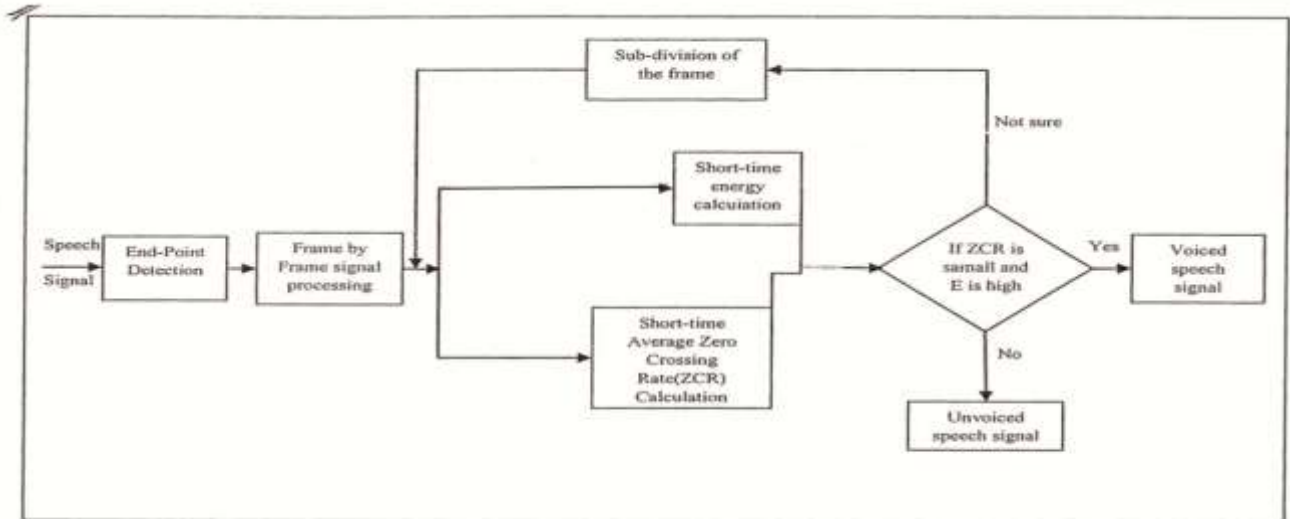 Sub-division of
the frame
Not sure
Short-time
energy
calcuiation
Speech
Signal
End-Point
Detection
Frame by
Frame signal
processing
If ZCR is
samall and
E is high
Yes
Voiced
speech
signal
Short-time
Average Zero
Crossing
Rate(ZCR)
Calculation
No
Unvoiced
speech signal